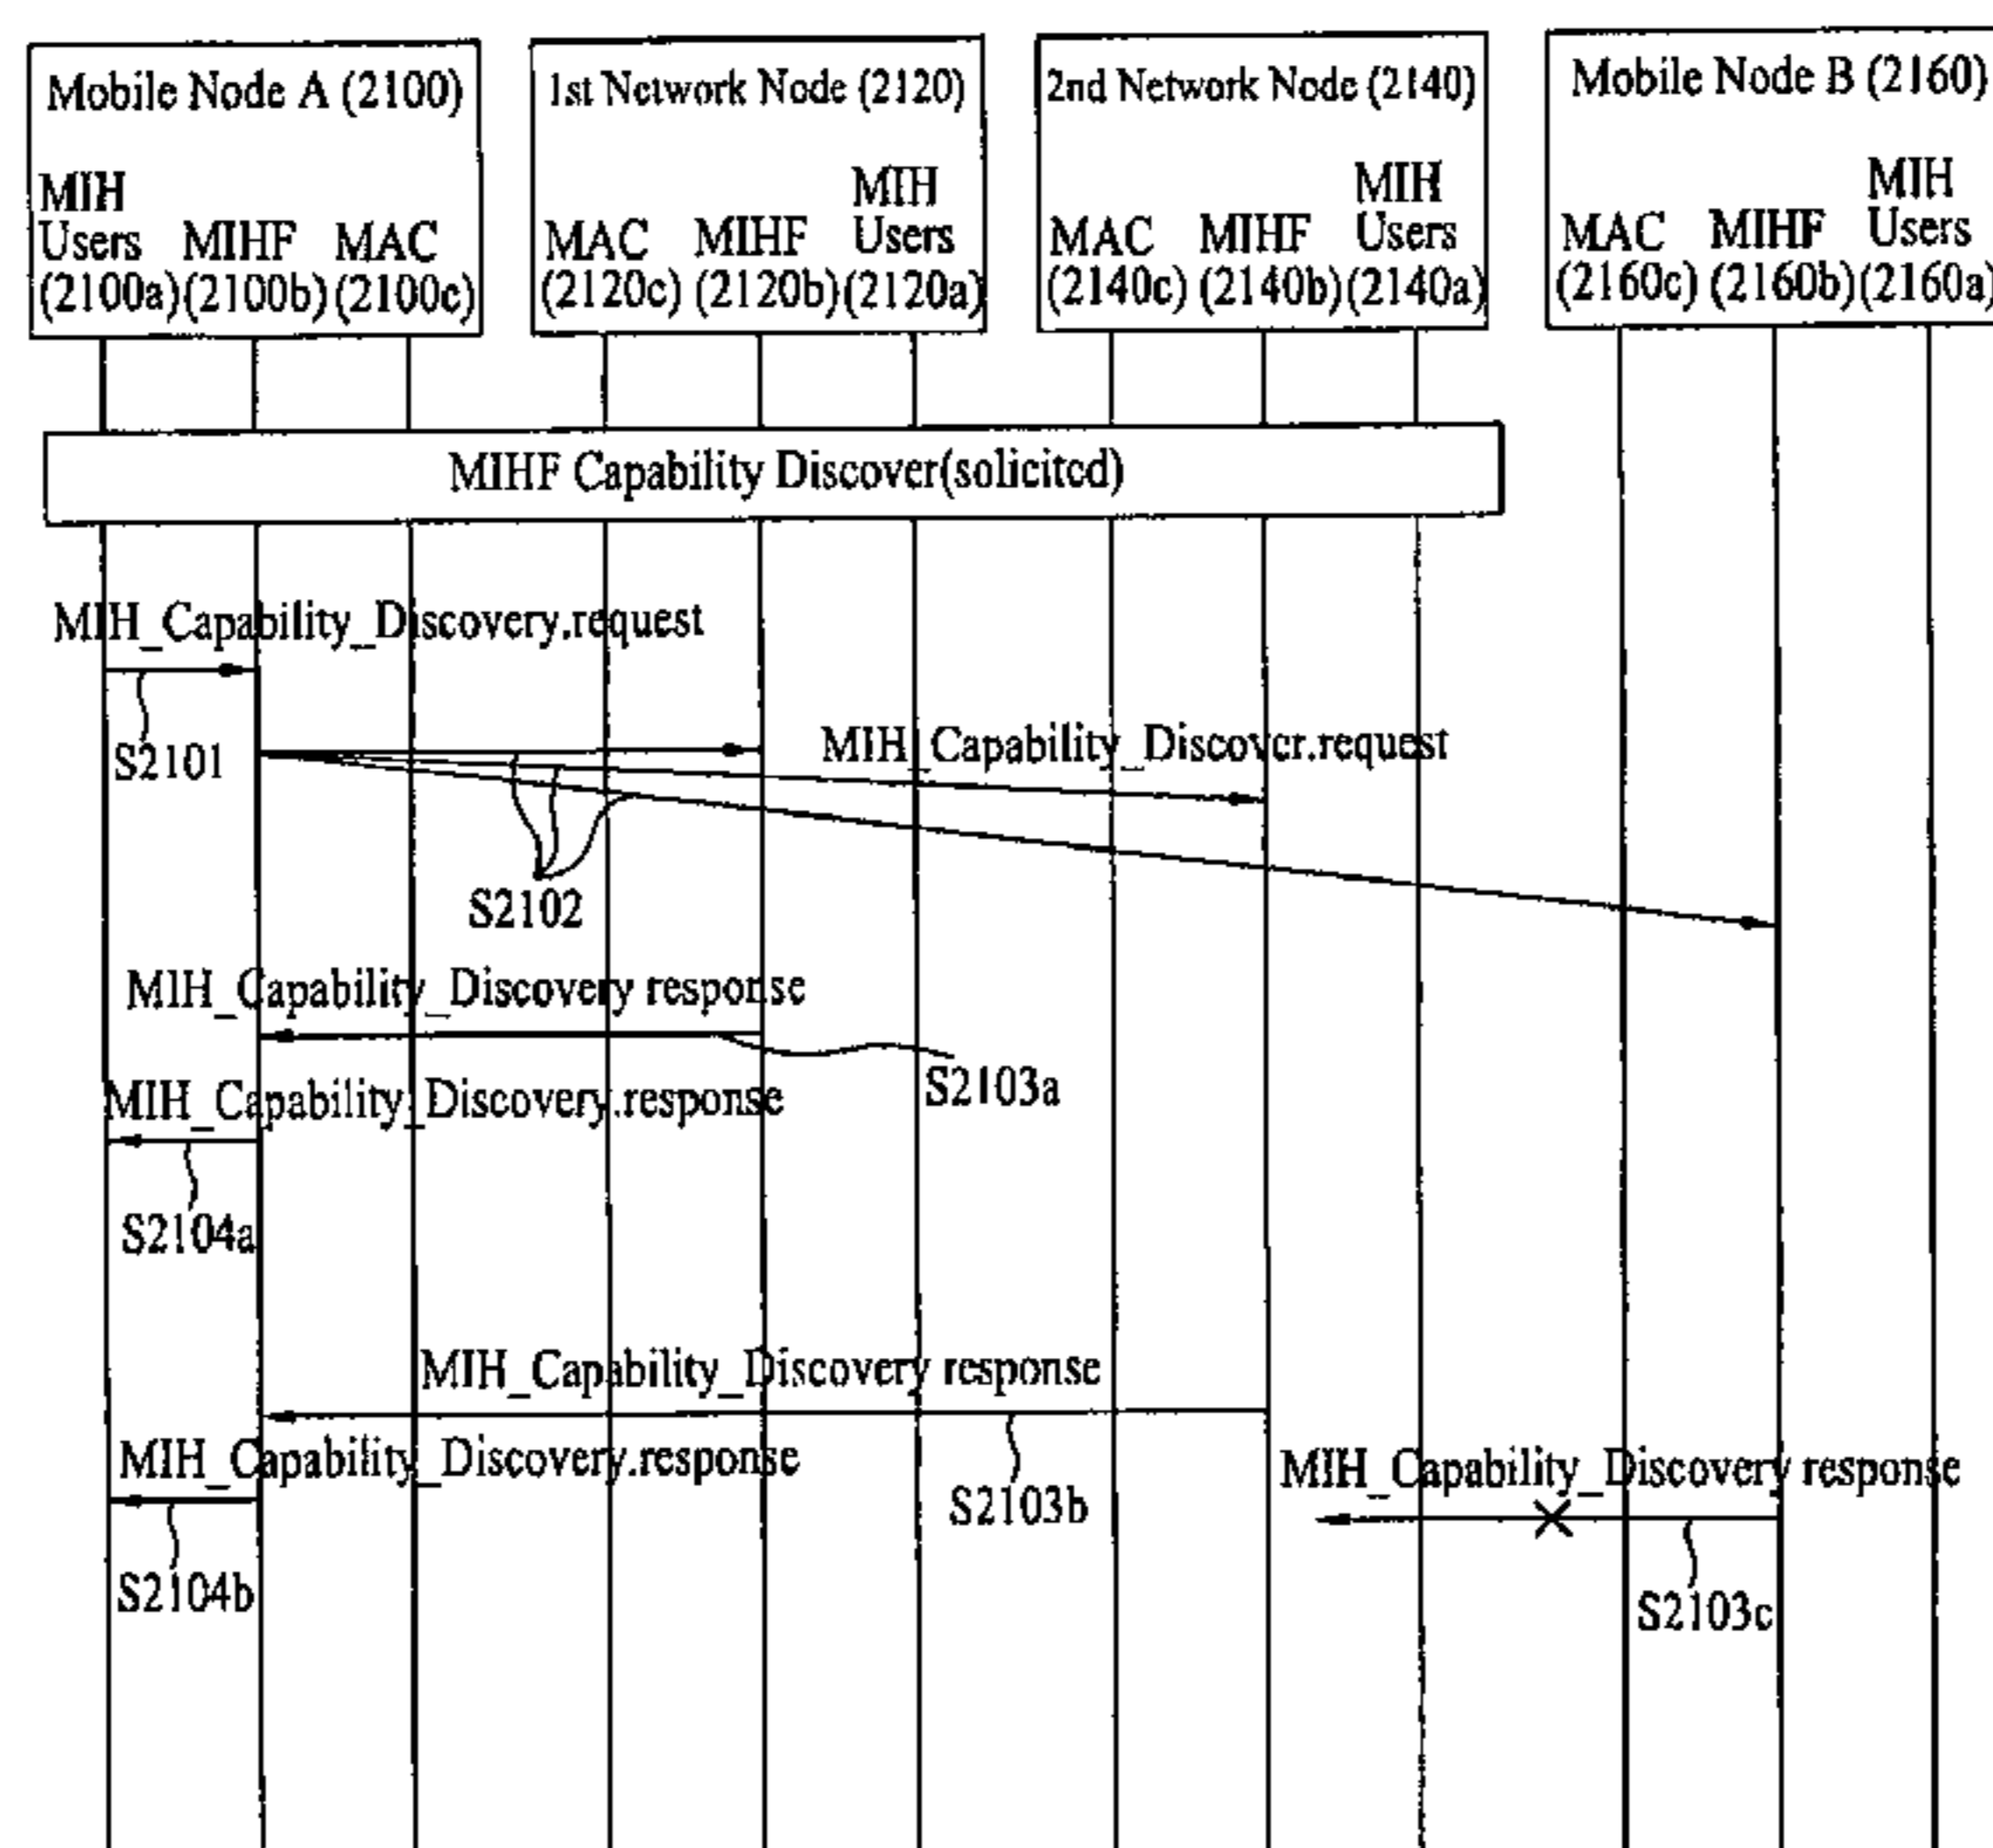 Mobile Node A (2100)
MIH
Users MIHF MAC
(2100a)(2100b)(2100c)
1st Network Node (2120)
MIH
MAC MIHF Users
(2120c) (2120b)(2120a)
2nd Network Node (2140)
MIH
MAC MIHF Users
(2140c) (2140b)(2140a)
Mobile Node B (2160)
MIH
MAC MIHF Users
(2160c) (2160b)(2160a)
MIHF Capability Discover(solicited)
MIH_Capability_Discovery.request
S2101
MIH_Capability_Discover.request
S2102
MIH_Capability_Discovery response
S2103a
MIH_Capability_Discovery.response
S2104a
MIH_Capability_Discovery response
S2103b
MIH_Capability_Discovery.response
S2104b
MIH_Capability_Discovery response
S2103c